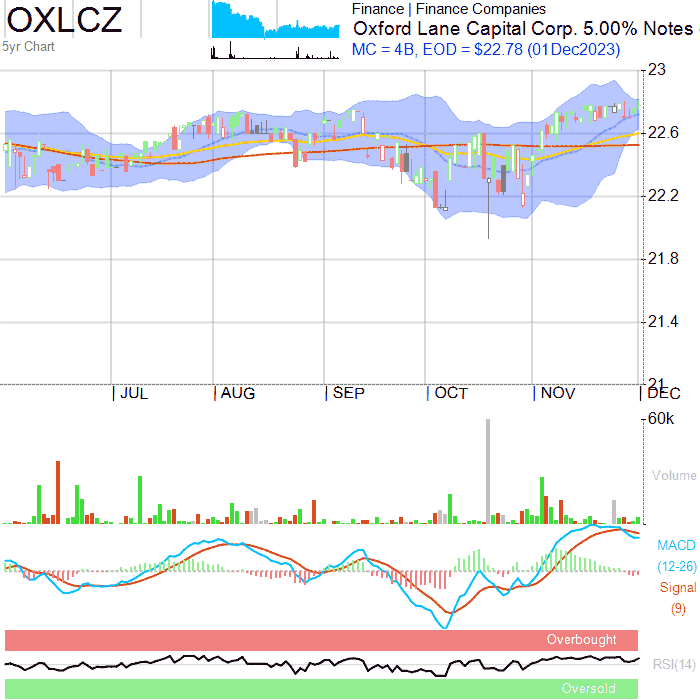 OXLCZ
5yr Chart
Finance | Finance Companies
Oxford Lane Capital Corp. 5.00% Notes
MC = 4B, EOD = $22.78 (01Dec2023)
23
22.6
22.2
21.8
21.4
21
JUL AUG SEP OCT NOV DEC
60k
Volume
MACD
(12-26)
Signal
(9)
Overbought
RSI(14)
Oversold